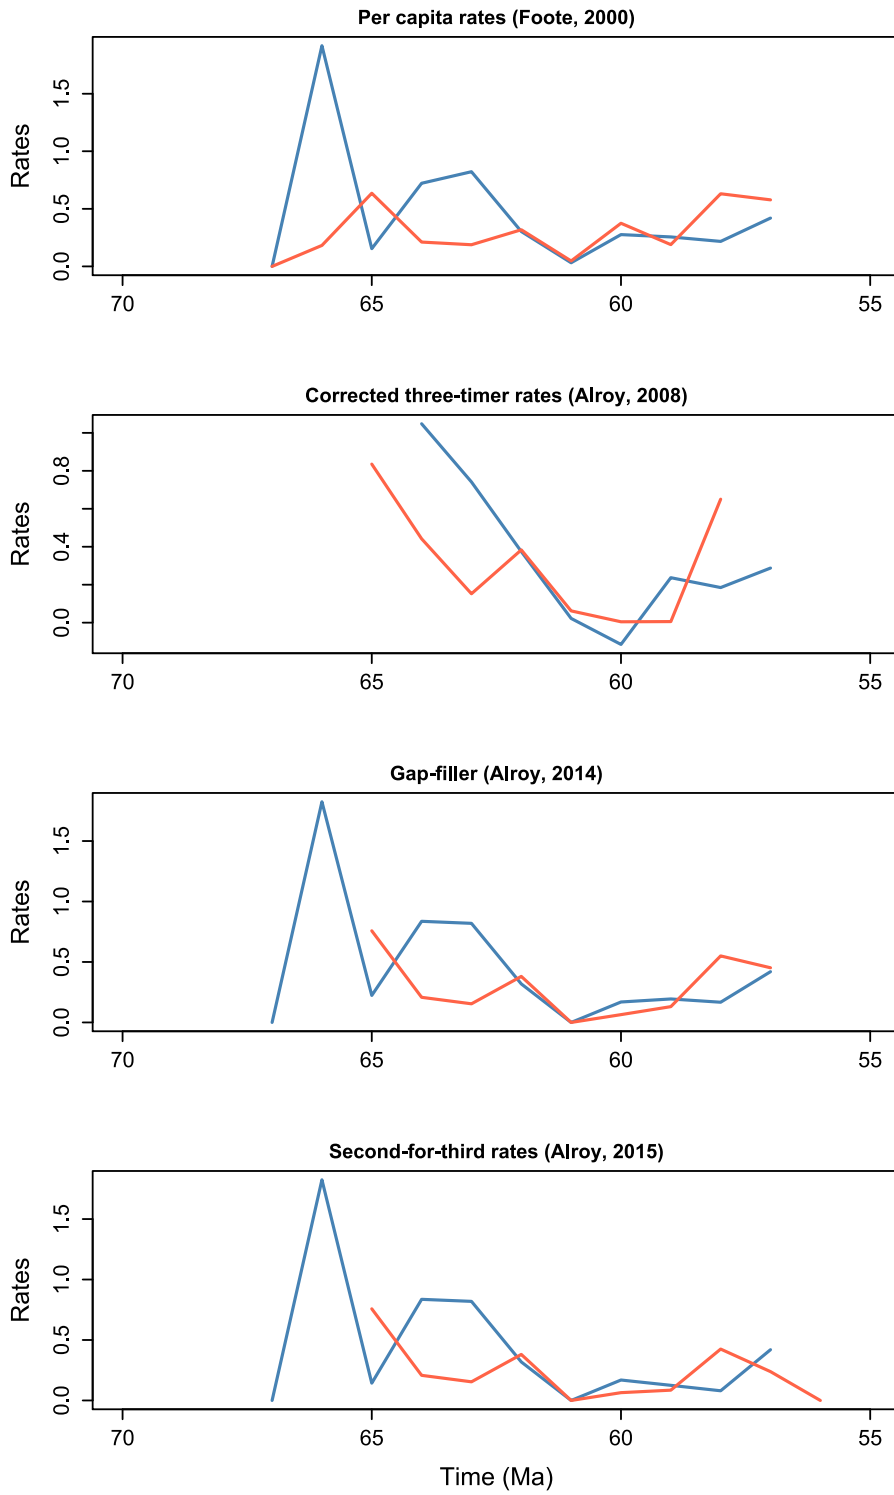 Per capita rates (Foote, 2000)
Rates
1.5
1.0
0.5
0.0
70 65 60 55
Corrected three-timer rates (Alroy, 2008)
Rates
0.8
0.4
0.0
70 65 60 55
Gap-filler (Alroy, 2014)
Rates
1.5
1.0
0.5
0.0
70 65 60 55
Second-for-third rates (Alroy, 2015)
Rates
1.5
1.0
0.5
0.0
70 65 60 55
Time (Ma)